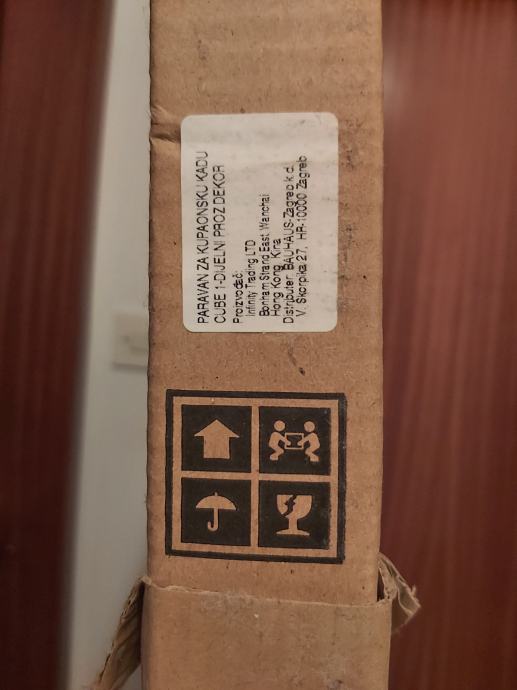 PARAVAN ZA KUPAONSKU KADU
CUBE 1-DIJELNI PROZ DEKOR
Proizvođač:
Infinity Trading LTD
Bonham Strand East, Wanchai
Hong Kong, Kina
Distributer: BAUHAUS-Zagreb k.d.
V. Škorpika 27, HR-10000 Zagreb